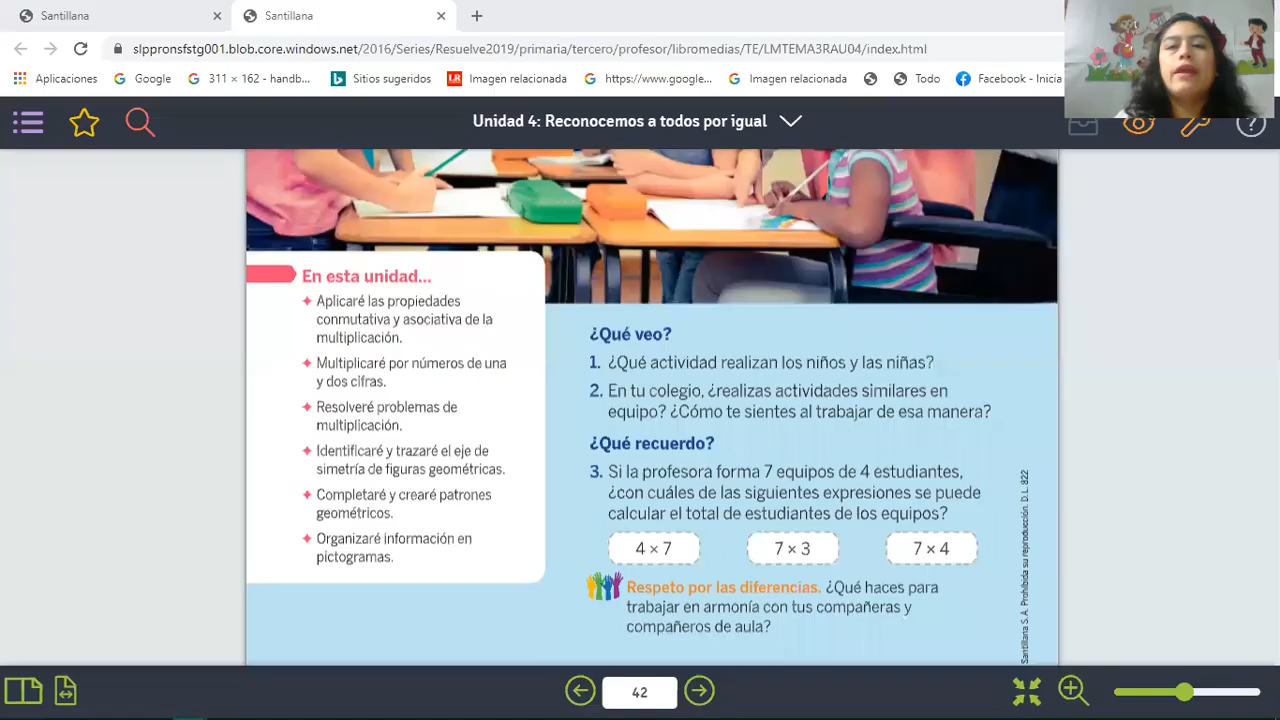 Santillana
Santillana
slppronsfstg001.blob.core.windows.net/2016/Series/Resuelve2019/primaria/tercero/profesor/libromedias/TE/LMTEMA3RAU04/index.html
Aplicaciones
Google
311 × 162 - handb...
Sitios sugeridos
Imagen relacionada
https://www.google...
Imagen relacionada
Todo
Facebook - Inicia
Unidad 4: Reconocemos a todos por igual
En esta unidad...
Aplicaré las propiedades
conmutativa y asociativa de la
multiplicación.
Multiplicaré por números de una
y dos cifras.
Resolveré problemas de
multiplicación.
Identificaré y trazaré el eje de
simetría de figuras geométricas.
Completaré y crearé patrones
geométricos.
Organizaré información en
pictogramas.
¿Qué veo?
1. ¿Qué actividad realizan los niños y las niñas?
2. En tu colegio, ¿realizas actividades similares en
equipo? ¿Cómo te sientes al trabajar de esa manera?
¿Qué recuerdo?
3. Si la profesora forma 7 equipos de 4 estudiantes,
¿con cuáles de las siguientes expresiones se puede
calcular el total de estudiantes de los equipos?
4 × 7
7 × 3
7 × 4
Respeto por las diferencias. ¿Qué haces para
trabajar en armonía con tus compañeras y
compañeros de aula?
Santillana S.A. Prohibida su reproducción. D.L. 822
42